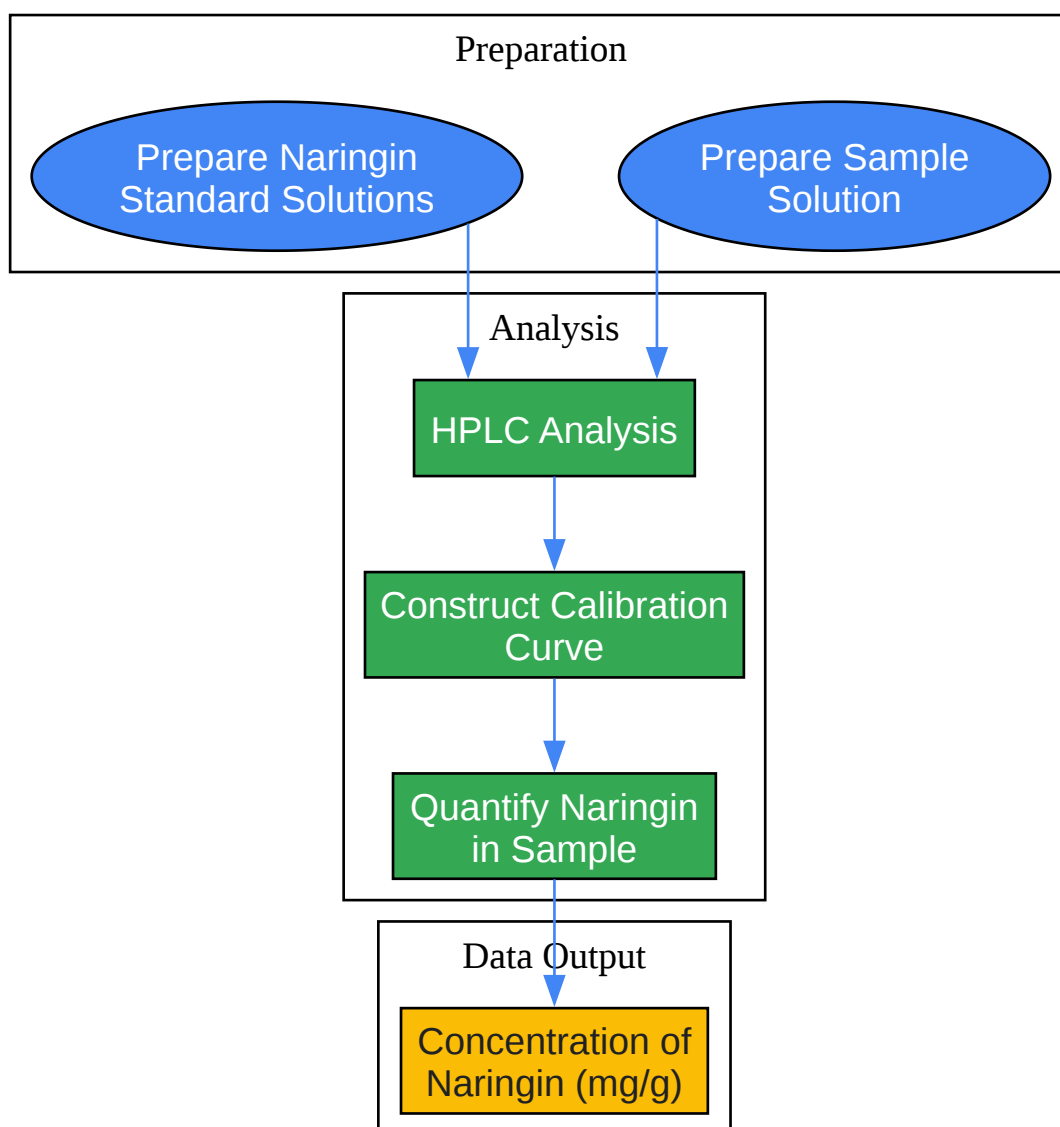 Preparation
Prepare Naringin
Standard Solutions
Prepare Sample
Solution
Analysis
HPLC Analysis
Construct Calibration
Curve
Quantify Naringin
in Sample
Data Output
Concentration of
Naringin (mg/g)